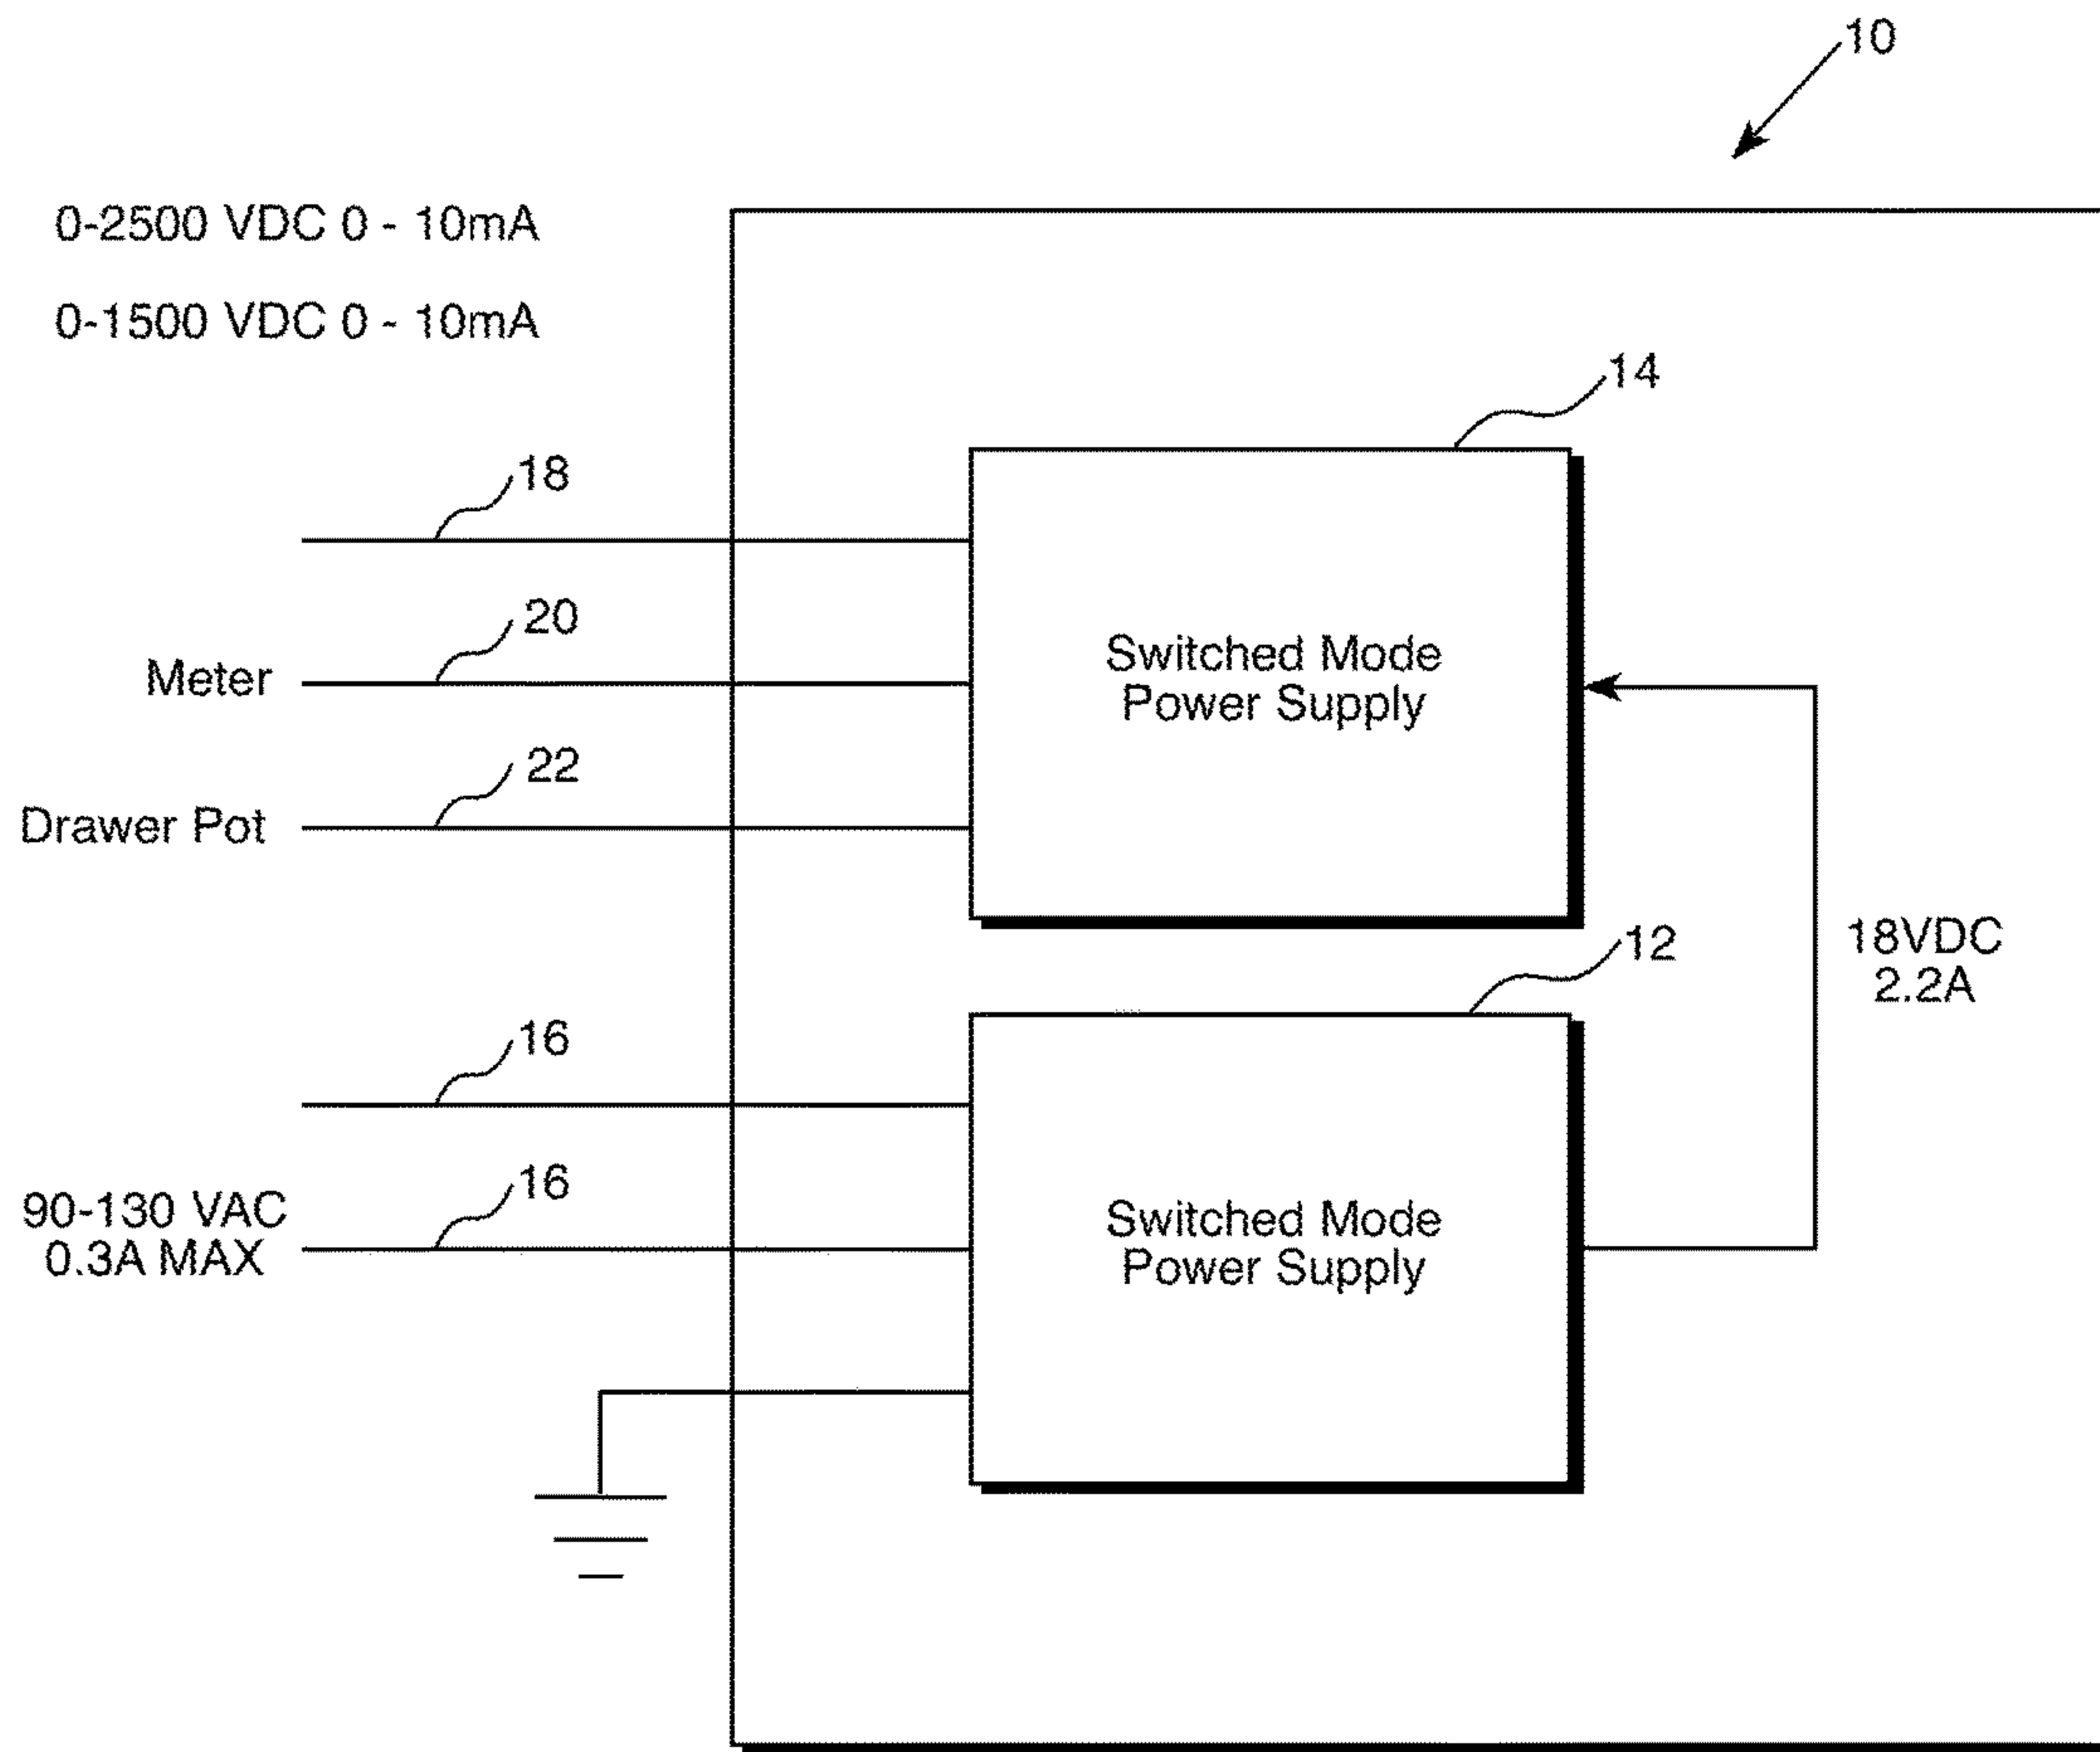 10
0-2500 VDC 0 - 10mA
0-1500 VDC 0 - 10mA
14
18
20
Meter
Switched Mode
Power Supply
22
Drawer Pot
12
18VDC
2.2A
16
16
90-130 VAC
0.3A MAX
Switched Mode
Power Supply